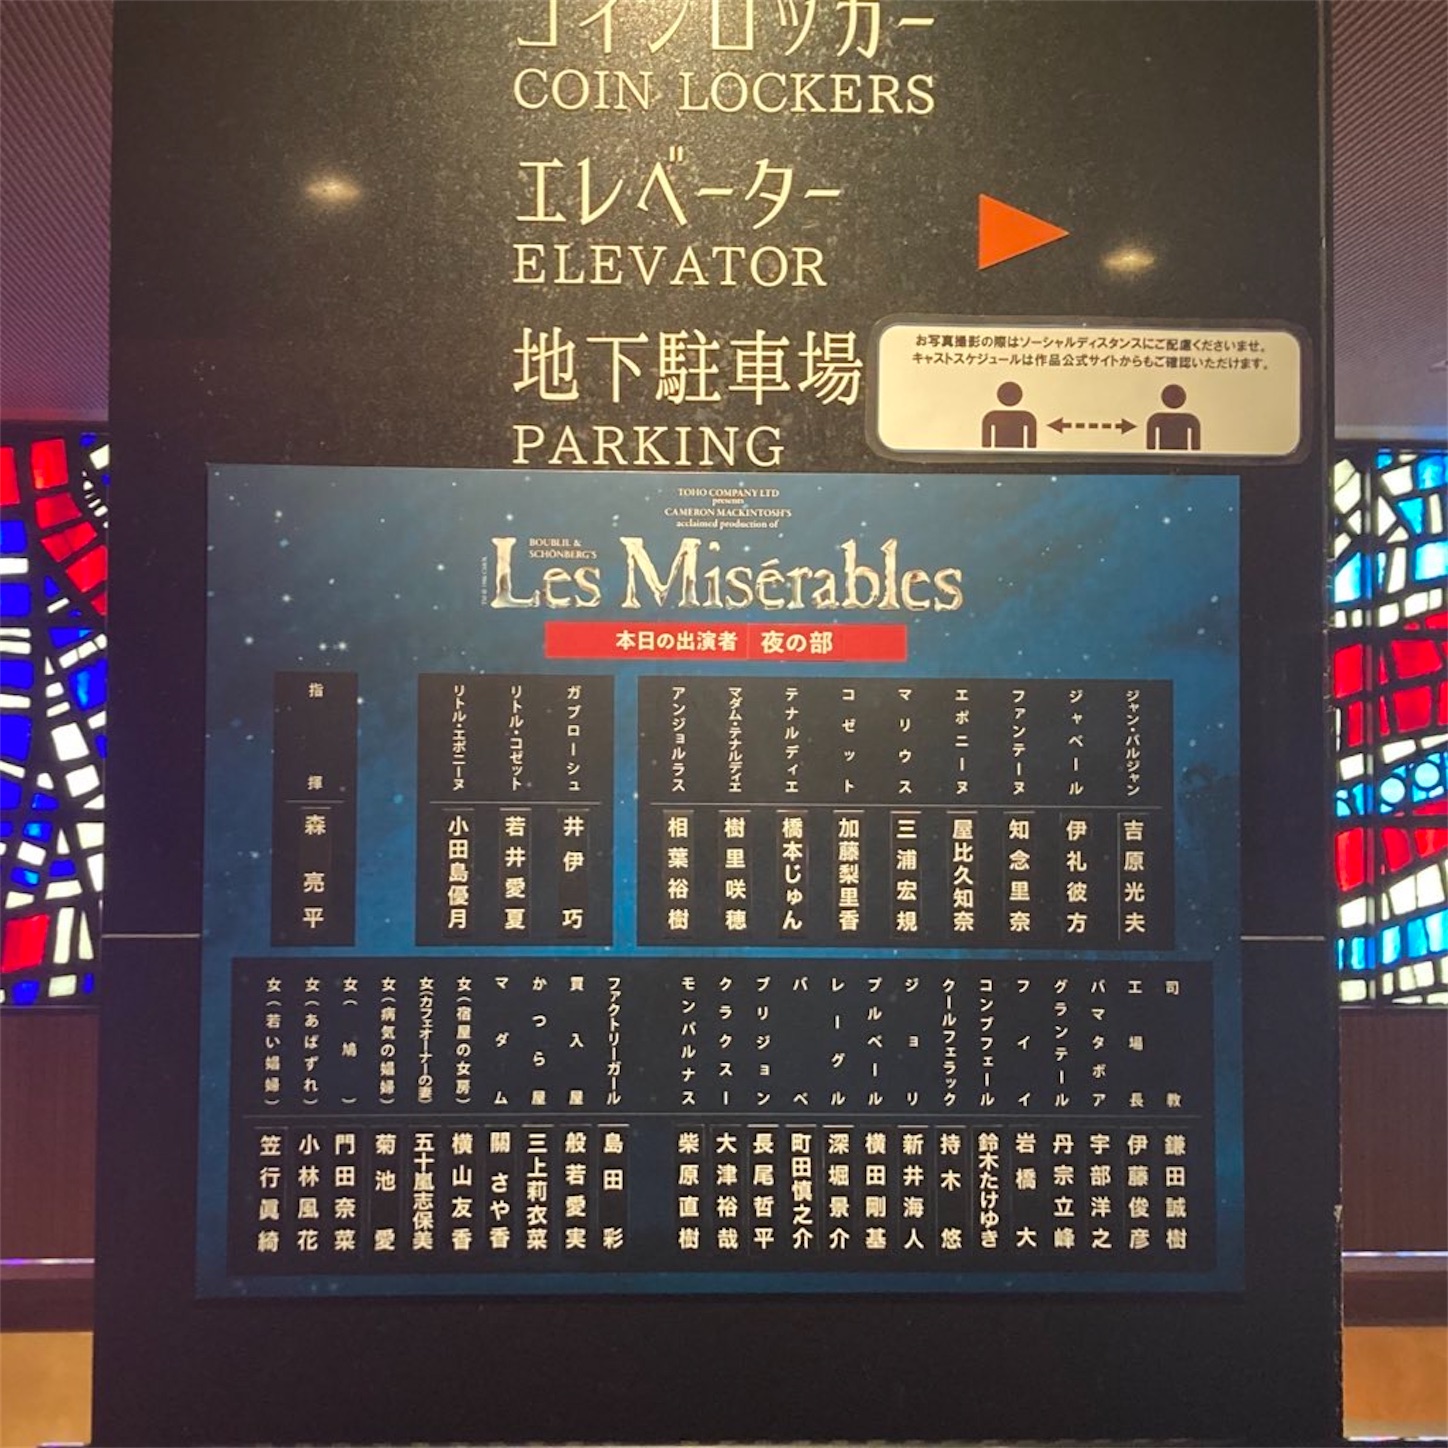 コインロッカー
COIN LOCKERS
エレベーター
ELEVATOR
地下駐車場
PARKING
お写真撮影の際はソーシャルディスタンスにご配慮くださいませ。
キャストスケジュールは作品公式サイトからもご確認いただけます。
TOHO COMPANY LTD
presents
CAMERON MACKINTOSH'S
acclaimed production of
BOUBLIL &
SCHÖNBERG'S
Les Misérables
本日の出演者 夜の部
ジャン・バルジャン 吉原光夫
ジャベール 伊礼彼方
ファンテーヌ 知念里奈
エポニーヌ 屋比久知奈
マリウス 三浦宏規
コゼット 加藤梨里香
テナルディエ 橋本じゅん
マダム・テナルディエ 樹里咲穂
アンジョルラス 相葉裕樹
ガブローシュ 井伊巧
リトル・コゼット 若井愛夏
リトル・エポニーヌ 小田島優月
指揮 森亮平
司教 鎌田誠樹
工場長 伊藤俊彦
バマタボア 宇部洋之
グランテール 丹宗立峰
フイイ 岩橋大
コンブフェール 鈴木たけゆき
クールフェラック 持木悠
ジョリ 新井海人
プルベール 横田剛基
レーグル 深堀景介
バベ 町田慎之介
ブリジョン 長尾哲平
クラクスー 大津裕哉
モンパルナス 柴原直樹
ファクトリーガール 島田彩
買入屋 般若愛実
かつら屋 三上莉衣菜
マダム 關さや香
女(宿屋の女房) 横山友香
女(カフェオーナーの妻) 五十嵐志保美
女(病気の娼婦) 菊池愛
女(鳩) 門田奈菜
女(あばずれ) 小林風花
女(若い娼婦) 笠行眞綺